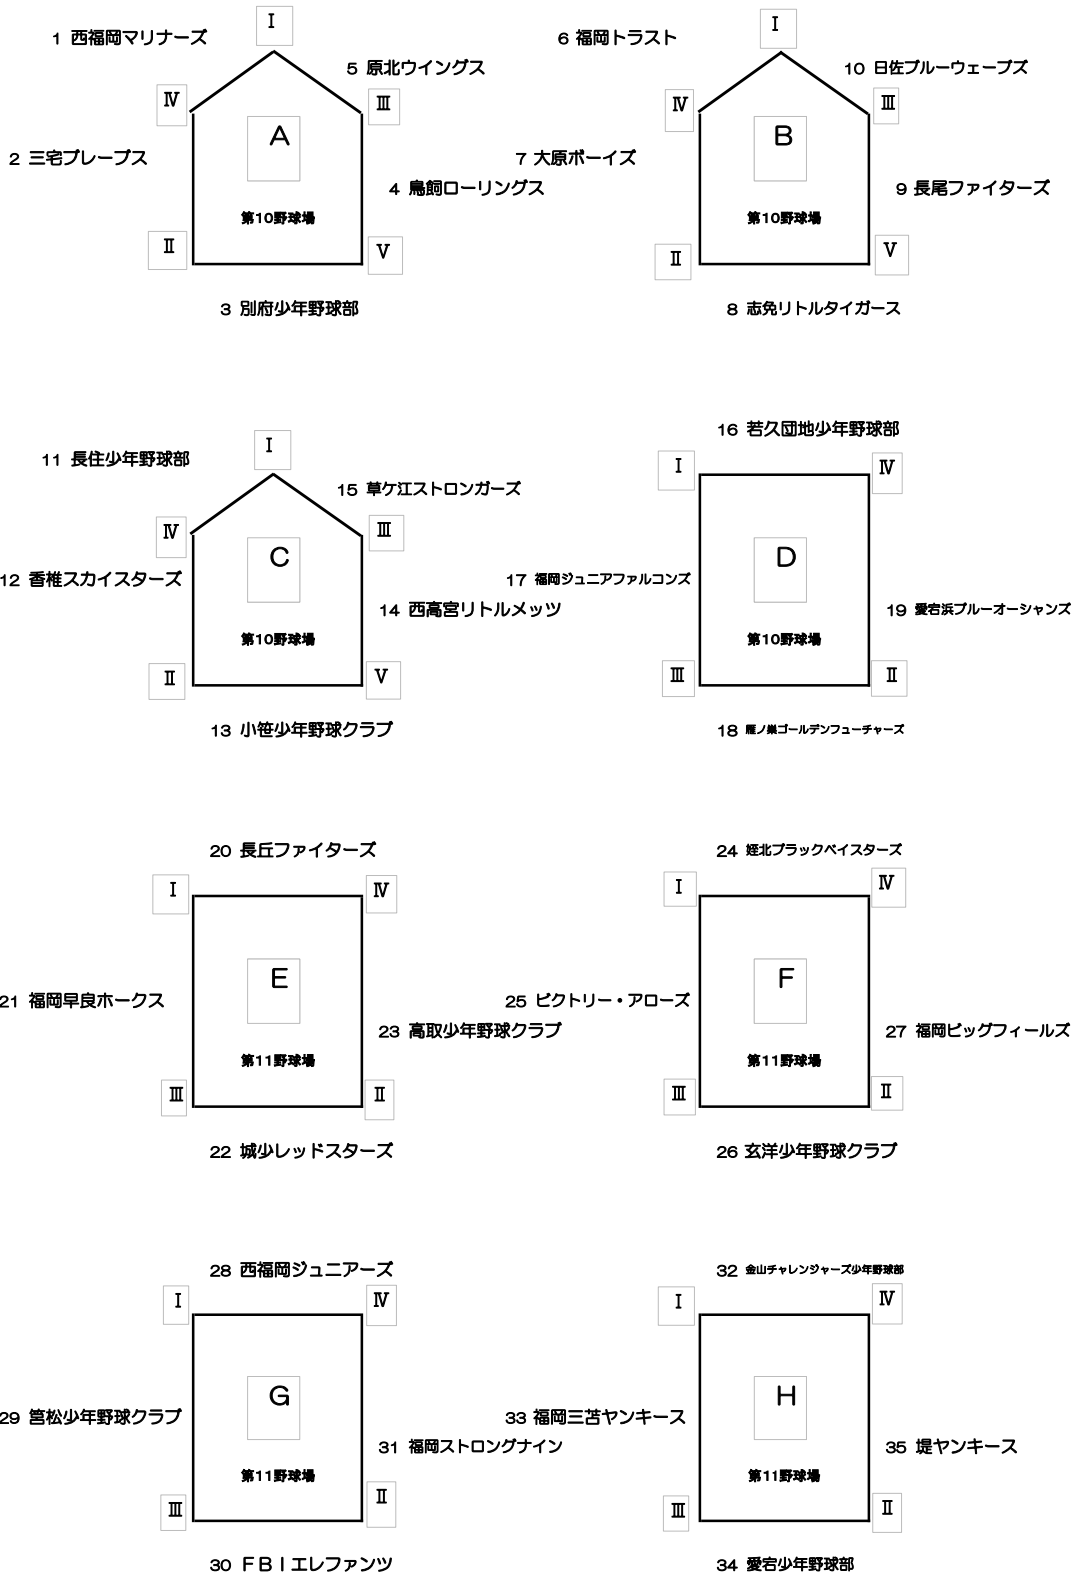 Ⅰ
1 西福岡マリナーズ
5 原北ウイングス
Ⅳ
Ⅲ
A
2 三宅ブレーブス
4 鳥飼ローリングス
第10野球場
Ⅱ
Ⅴ
3 別府少年野球部
Ⅰ
6 福岡トラスト
10 日佐ブルーウェーブズ
Ⅳ
Ⅲ
B
7 大原ボーイズ
9 長尾ファイターズ
第10野球場
Ⅱ
Ⅴ
8 志免リトルタイガース
Ⅰ
11 長住少年野球部
15 草ケ江ストロンガーズ
Ⅳ
Ⅲ
C
12 香椎スカイスターズ
14 西高宮リトルメッツ
第10野球場
Ⅱ
Ⅴ
13 小笹少年野球クラブ
16 若久団地少年野球部
Ⅰ
Ⅳ
D
17 福岡ジュニアファルコンズ
19 愛宕浜ブルーオーシャンズ
第10野球場
Ⅲ
Ⅱ
18 雁ノ巣ゴールデンフューチャーズ
20 長丘ファイターズ
Ⅰ
Ⅳ
E
21 福岡早良ホークス
23 高取少年野球クラブ
第11野球場
Ⅲ
Ⅱ
22 城少レッドスターズ
24 姪北ブラックベイスターズ
Ⅰ
Ⅳ
F
25 ビクトリー・アローズ
27 福岡ビッグフィールズ
第11野球場
Ⅲ
Ⅱ
26 玄洋少年野球クラブ
28 西福岡ジュニアーズ
Ⅰ
Ⅳ
G
29 筥松少年野球クラブ
31 福岡ストロングナイン
第11野球場
Ⅲ
Ⅱ
30 ＦＢＩエレファンツ
32 金山チャレンジャーズ少年野球部
Ⅰ
Ⅳ
H
33 福岡三苫ヤンキース
35 堤ヤンキース
第11野球場
Ⅲ
Ⅱ
34 愛宕少年野球部